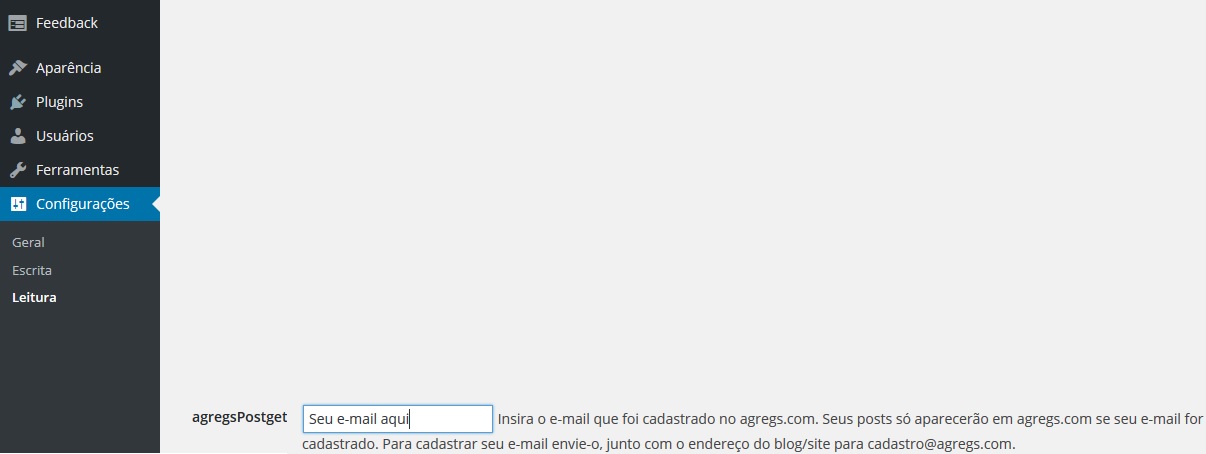 Feedback
Aparência
Plugins
Usuários
Ferramentas
Configurações
Geral
Escrita
Leitura
agregsPostget Seu e-mail aqui Insira o e-mail que foi cadastrado no agregs.com. Seus posts só aparecerão em agregs.com se seu e-mail for
cadastrado. Para cadastrar seu e-mail envie-o, junto com o endereço do blog/site para cadastro@agregs.com.